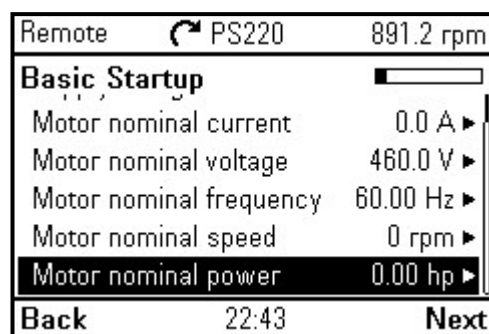 Remote PS220 891.2 rpm
Basic Startup
Motor nominal current 0.0 A
Motor nominal voltage 460.0 V
Motor nominal frequency 60.00 Hz
Motor nominal speed 0 rpm
Motor nominal power 0.00 hp
Back 22:43 Next